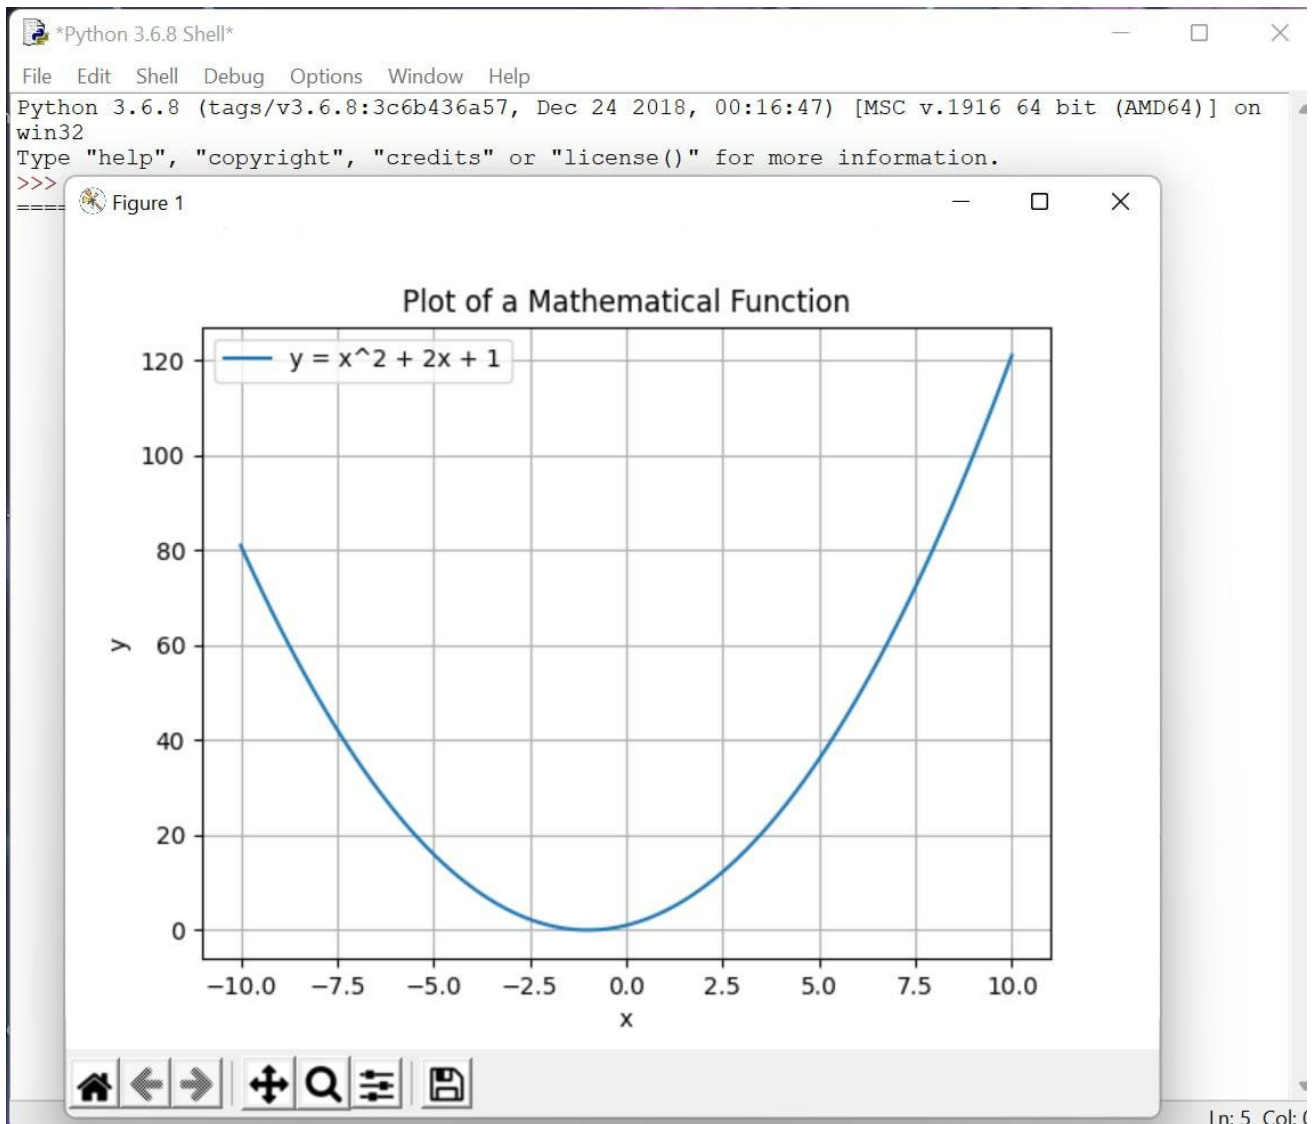 *Python 3.6.8 Shell*
File Edit Shell Debug Options Window Help
Python 3.6.8 (tags/v3.6.8:3c6b436a57, Dec 24 2018, 00:16:47) [MSC v.1916 64 bit (AMD64)] on
win32
Type "help", "copyright", "credits" or "license()" for more information.
>>>
====
Figure 1
Plot of a Mathematical Function
y = x^2 + 2x + 1
120
100
80
60
40
20
0
y
−10.0 −7.5 −5.0 −2.5 0.0 2.5 5.0 7.5 10.0
x
Ln: 5 Col: 0